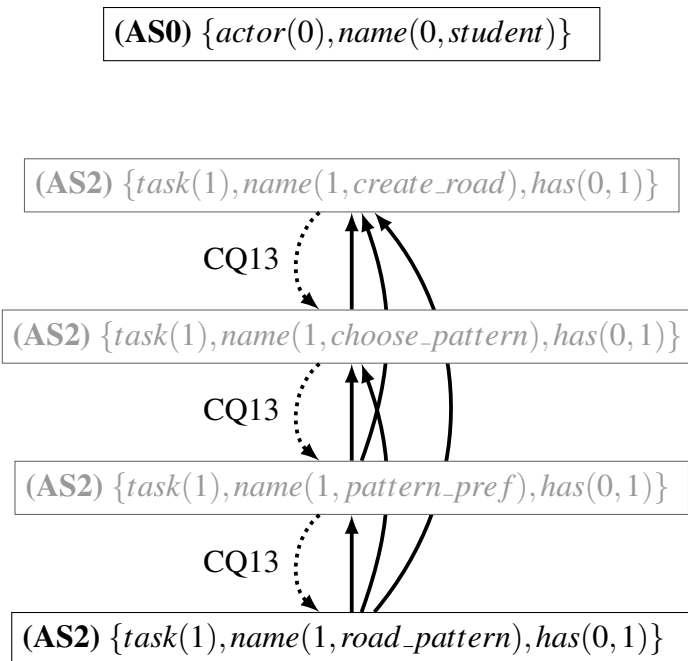 (AS0) {actor(0),name(0,student)}
(AS2) {task(1),name(1,create_road),has(0,1)}
CQ13
(AS2) {task(1),name(1,choose_pattern),has(0,1)}
CQ13
(AS2) {task(1),name(1,pattern_pref),has(0,1)}
CQ13
(AS2) {task(1),name(1,road_pattern),has(0,1)}